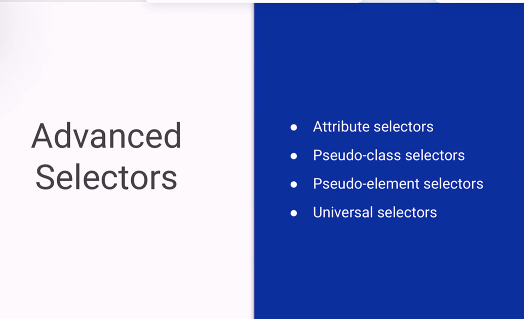 Advanced
Selectors
● Attribute selectors
● Pseudo-class selectors
● Pseudo-element selectors
● Universal selectors